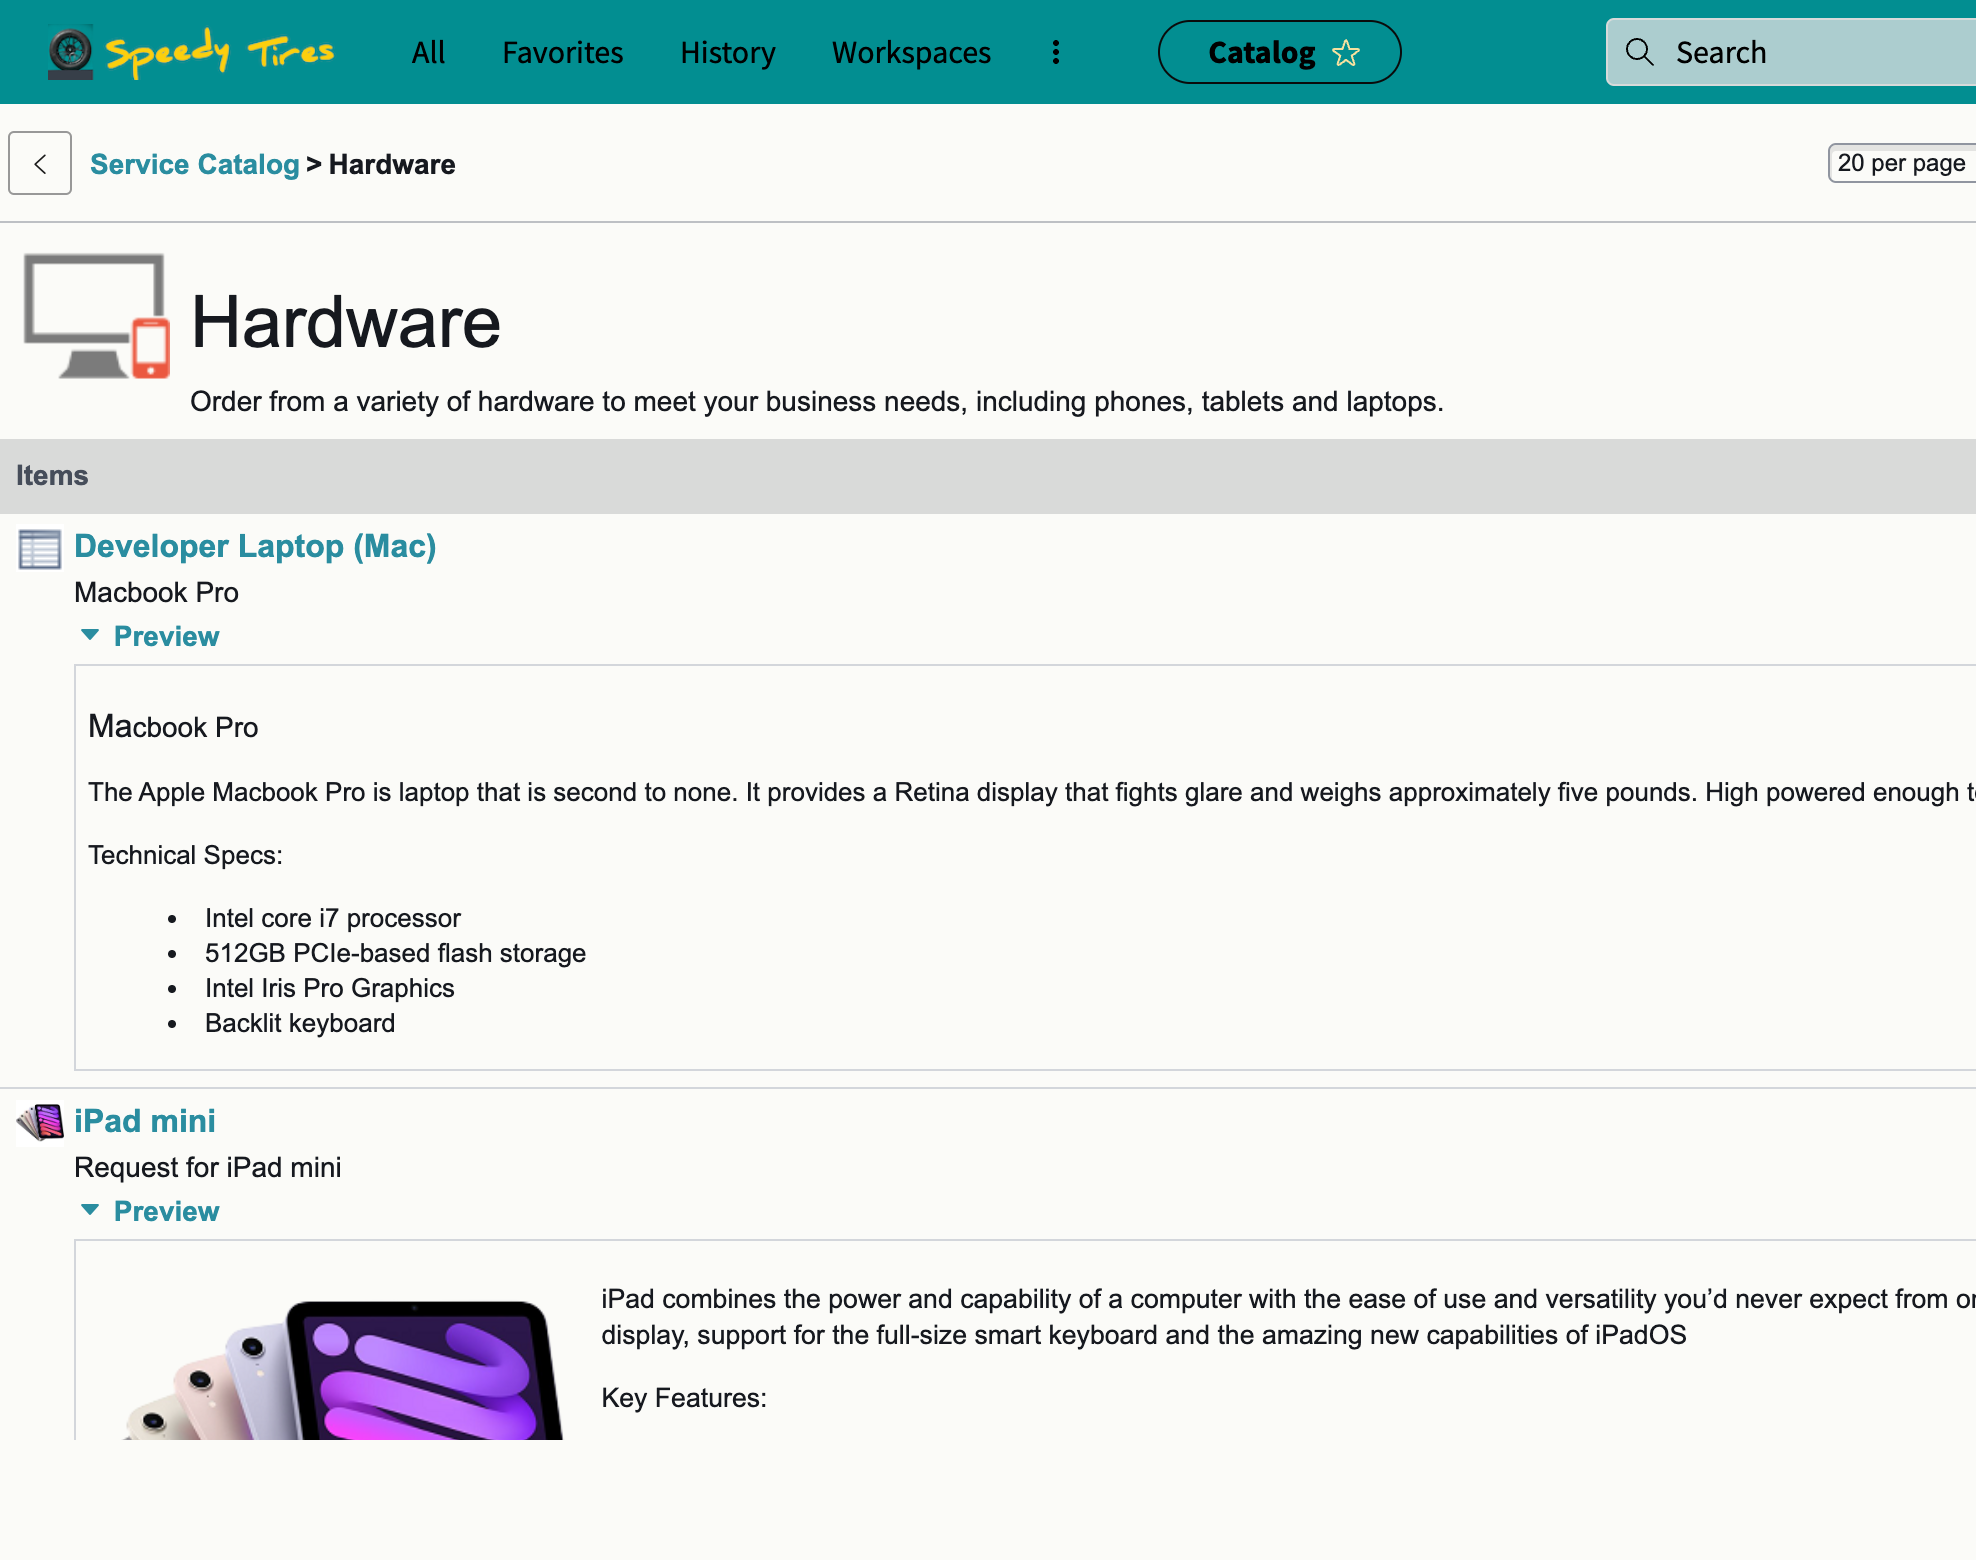 Speedy Tires
All
Favorites
History
Workspaces
Catalog
Search
Service Catalog > Hardware
20 per page
Hardware
Order from a variety of hardware to meet your business needs, including phones, tablets and laptops.
Items
Developer Laptop (Mac)
Macbook Pro
Preview
Macbook Pro
The Apple Macbook Pro is laptop that is second to none. It provides a Retina display that fights glare and weighs approximately five pounds. High powered enough
Technical Specs:
Intel core i7 processor
512GB PCIe-based flash storage
Intel Iris Pro Graphics
Backlit keyboard
iPad mini
Request for iPad mini
Preview
iPad combines the power and capability of a computer with the ease of use and versatility you’d never expect from
display, support for the full-size smart keyboard and the amazing new capabilities of iPadOS
Key Features: